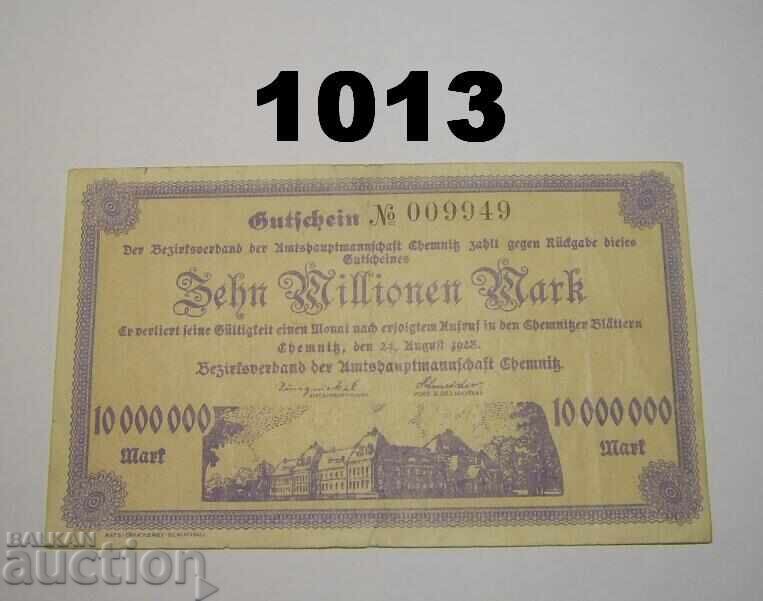 1013
Gutschein № 009949
Der Bezirksverband der Amtshauptmannschaft Chemnitz zahlt gegen Rückgabe dieses
Gutscheines
Zehn Millionen Mark
Er verliert seine Gültigkeit einen Monat nach erfolgtem Aufruf in den Chemnitzer Blättern
Chemnitz, den 24. August 1923.
Bezirksverband der Amtshauptmannschaft Chemnitz.
10 000 000 10 000 000
Mark Mark
BALKAN
auction